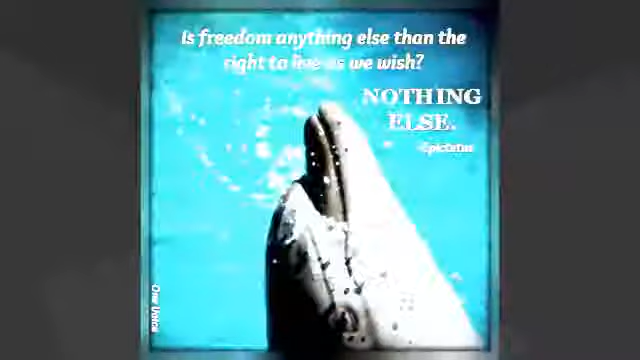 Is freedom anything else than the
right to live as we wish?
NOTHING
ELSE.
-Epictetus
One Voice